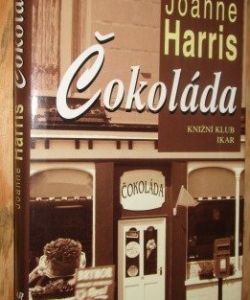 Joanne
Harris
Čokoláda
KNIŽNÍ KLUB
IKAR
ČOKOLÁDA
Joanne Harris Čokoláda